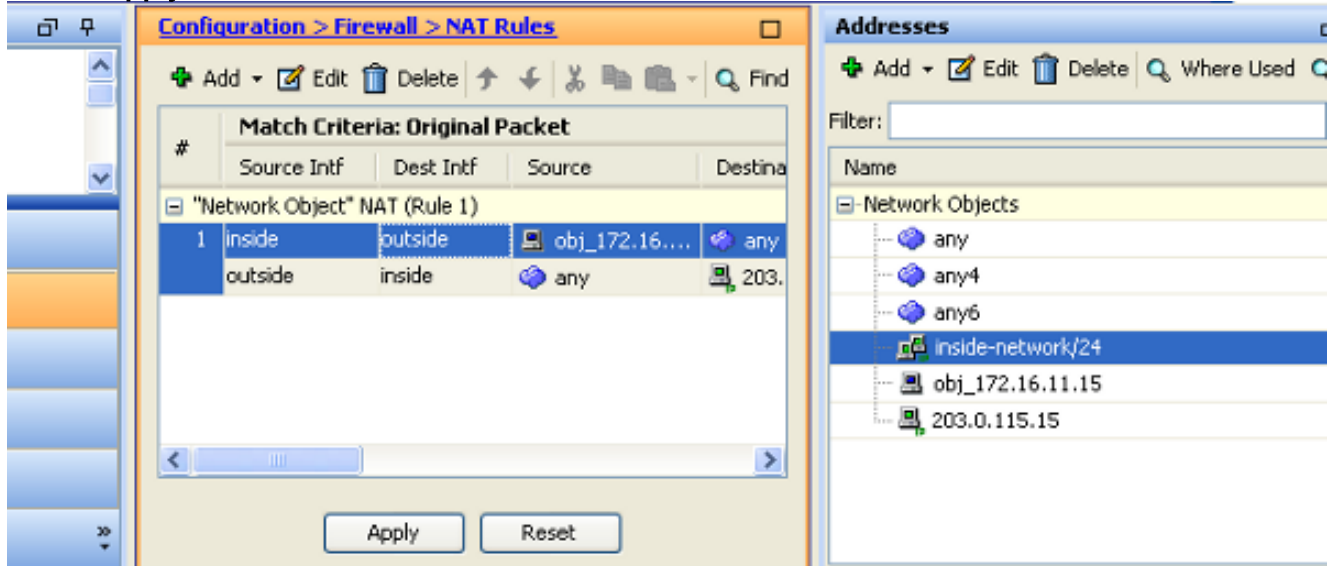 Configuration > Firewall > NAT Rules
Add Edit Delete Find
# Match Criteria: Original Packet
Source Intf Dest Intf Source Destina
"Network Object" NAT (Rule 1)
1 inside outside obj_172.16.... any
outside inside any 203.
Apply Reset
Addresses
Add Edit Delete Where Used
Filter:
Name
Network Objects
any
any4
any6
inside-network/24
obj_172.16.11.15
203.0.115.15